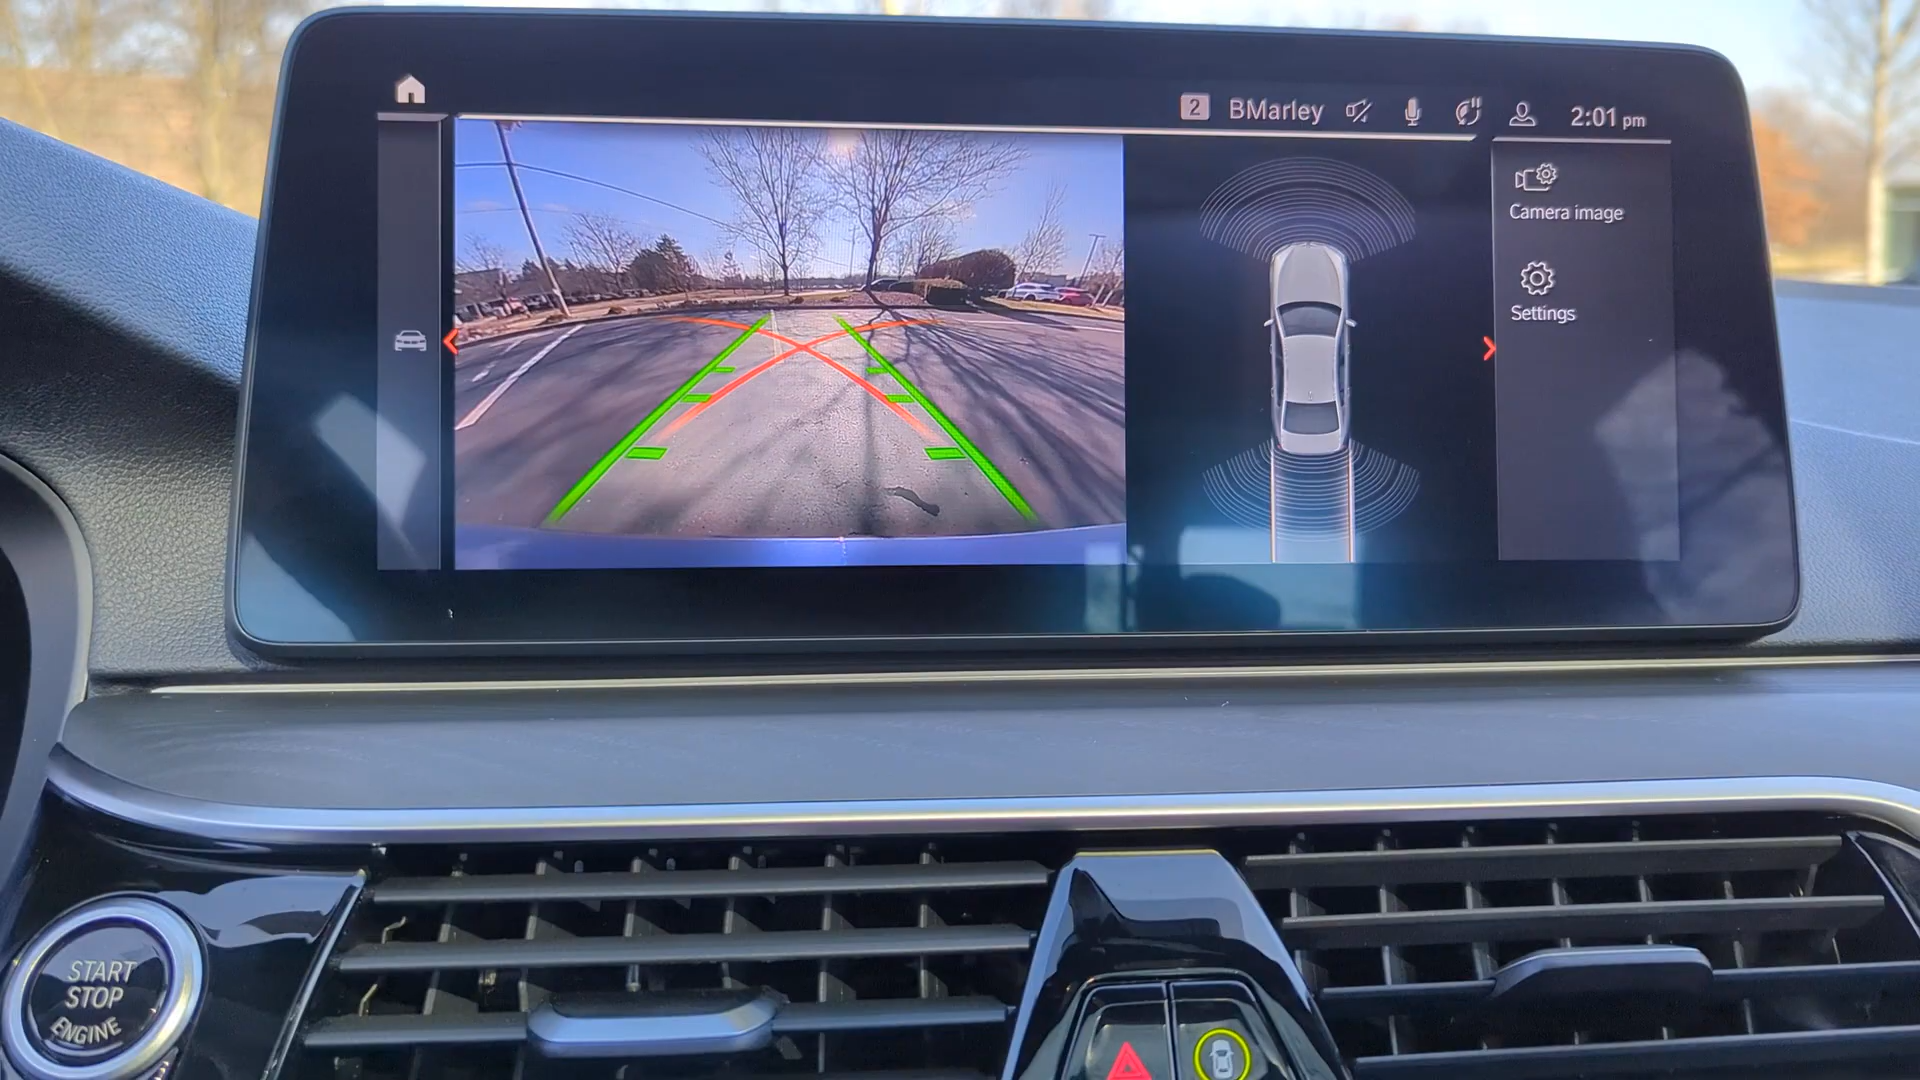 2 BMarley 2:01 pm
Camera image
Settings
START
STOP
ENGINE